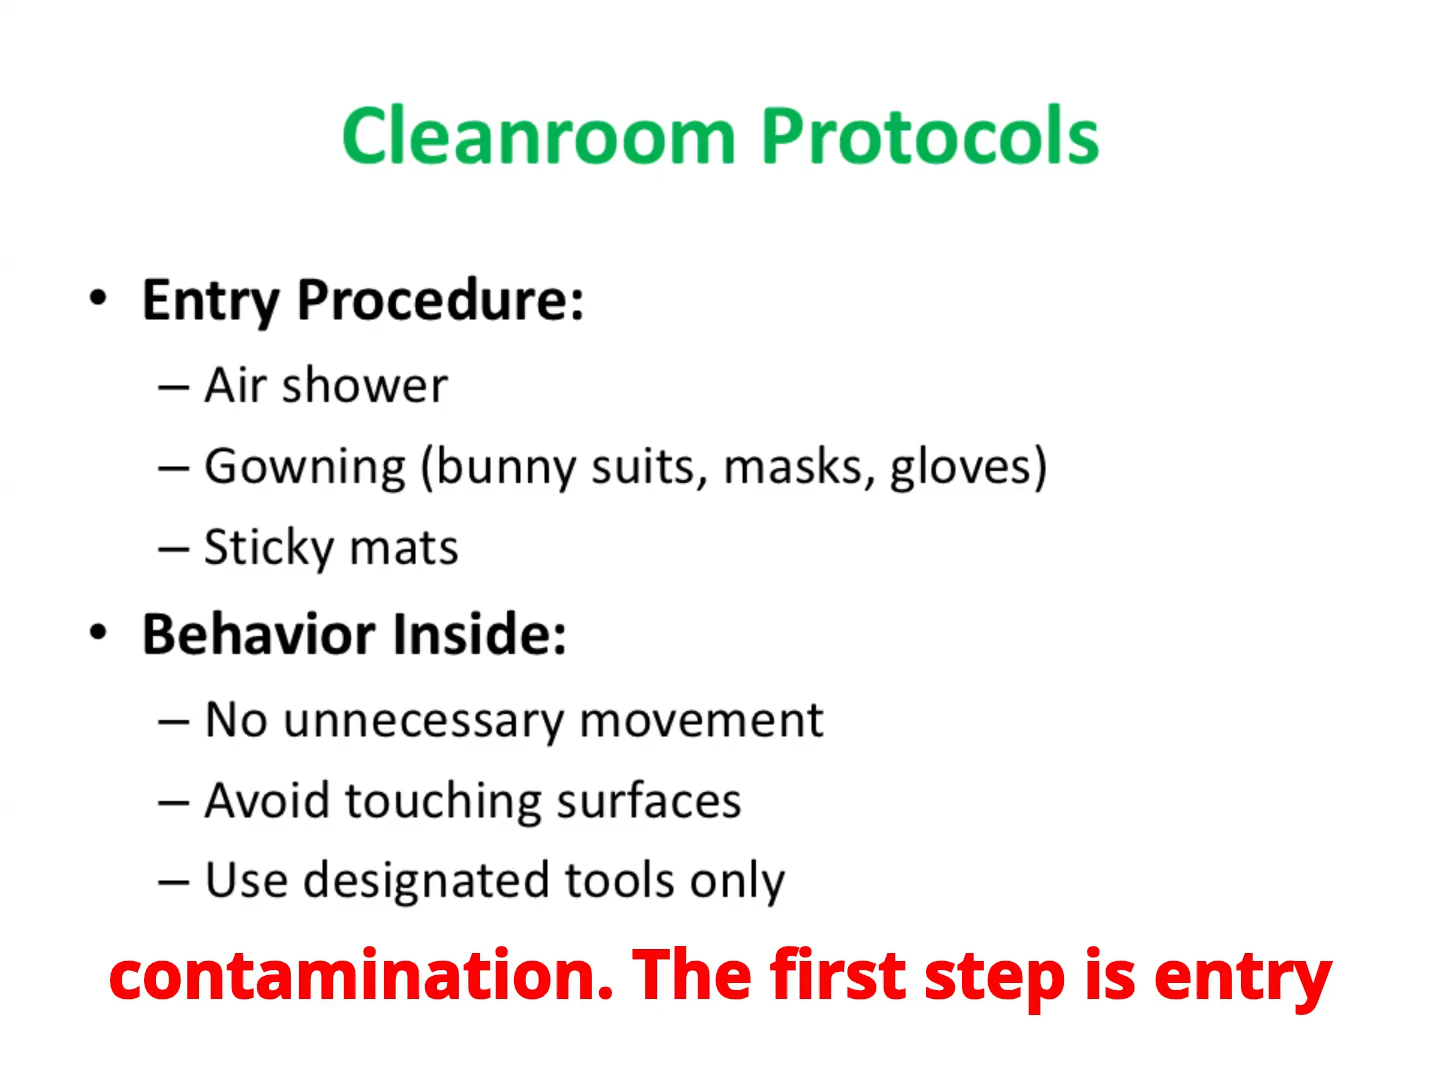 Cleanroom Protocols
• Entry Procedure:
– Air shower
– Gowning (bunny suits, masks, gloves)
– Sticky mats
• Behavior Inside:
– No unnecessary movement
– Avoid touching surfaces
– Use designated tools only
contamination. The first step is entry